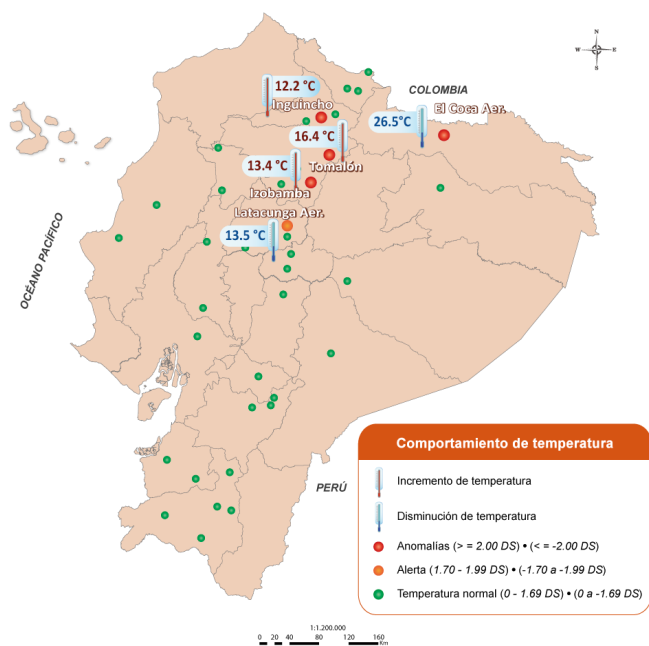 N
W E
S
12.2 °C
COLOMBIA
Inguincho
El Coca Aer.
26.5°C
16.4 °C
Tomalón
13.4 °C
Izobamba
Latacunga Aer.
13.5 °C
OCÉANO PACÍFICO
Comportamiento de temperatura
Incremento de temperatura
PERÚ
Disminución de temperatura
Anomalías (> = 2.00 DS) • (< = -2.00 DS)
Alerta (1.70 - 1.99 DS) • (-1.70 a -1.99 DS)
Temperatura normal (0 - 1.69 DS) • (0 a -1.69 DS)
1:1.200.000
0 20 40 80 120 160
Km